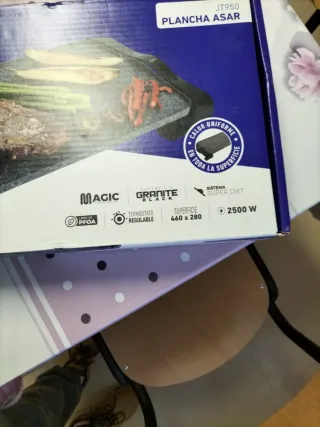 JT950
PLANCHA ASAR
CALOR UNIFORME
EN TODA LA SUPERFICIE
MAGIC
GRANITE
BLACK
SISTEMA
SUPER CHEF
PFOA
TERMOSTATO
REGULABLE
SUPERFICIE
460 x 280
2500 W